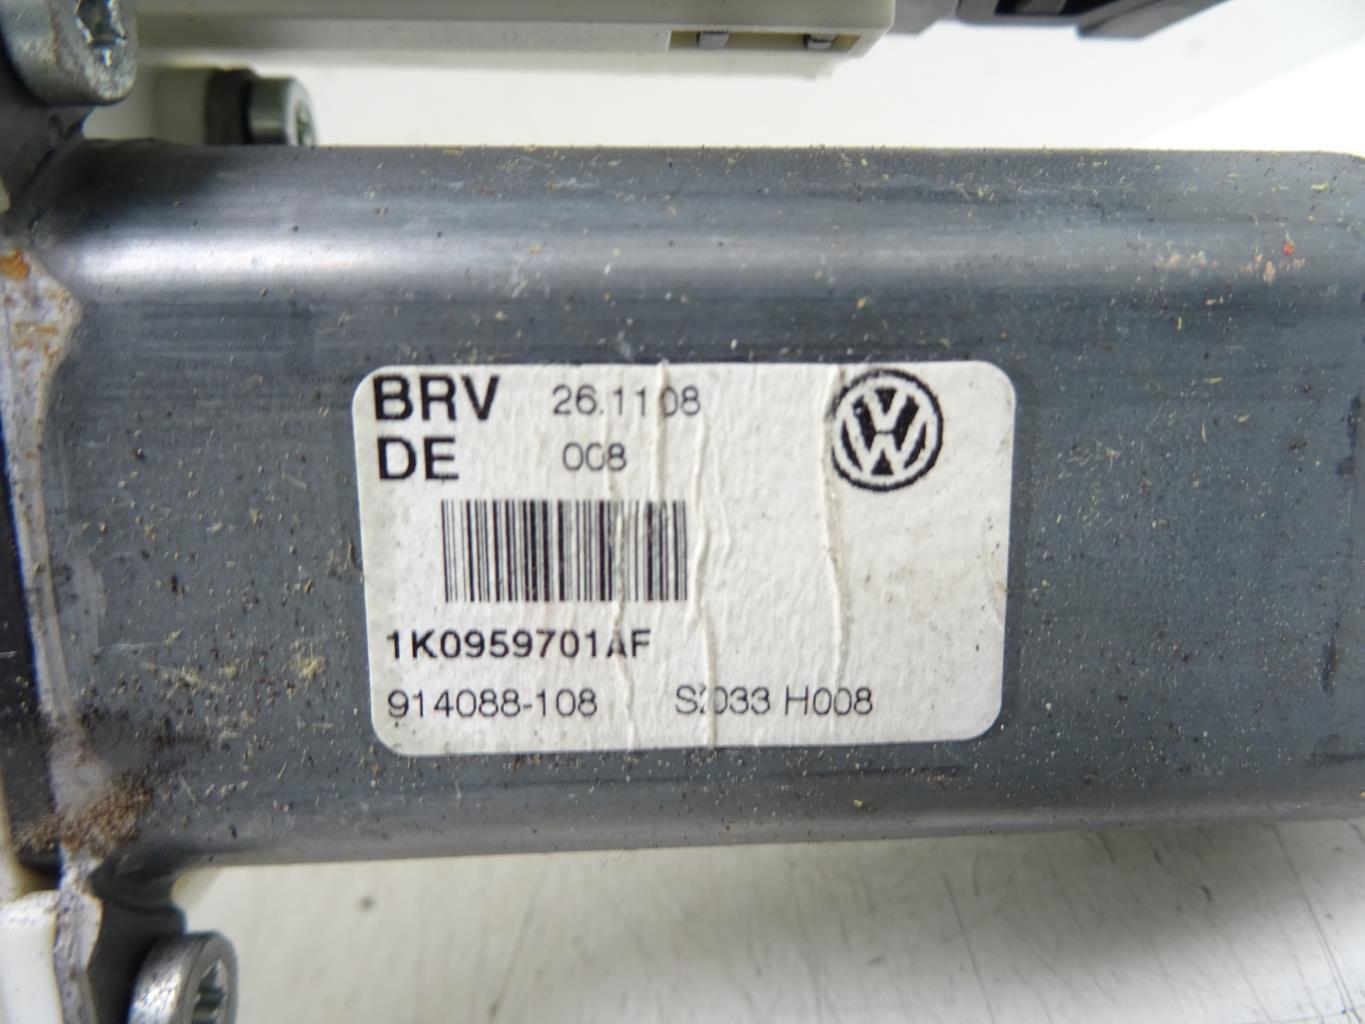 BRV 26.11 08
DE 008
1K0959701AF
914088-108 S2033 H008